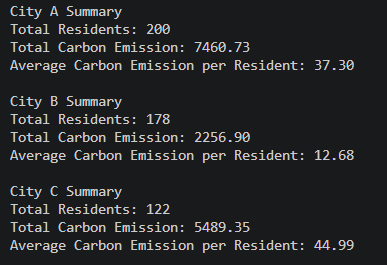 City A Summary
Total Residents: 200
Total Carbon Emission: 7460.73
Average Carbon Emission per Resident: 37.30
City B Summary
Total Residents: 178
Total Carbon Emission: 2256.90
Average Carbon Emission per Resident: 12.68
City C Summary
Total Residents: 122
Total Carbon Emission: 5489.35
Average Carbon Emission per Resident: 44.99